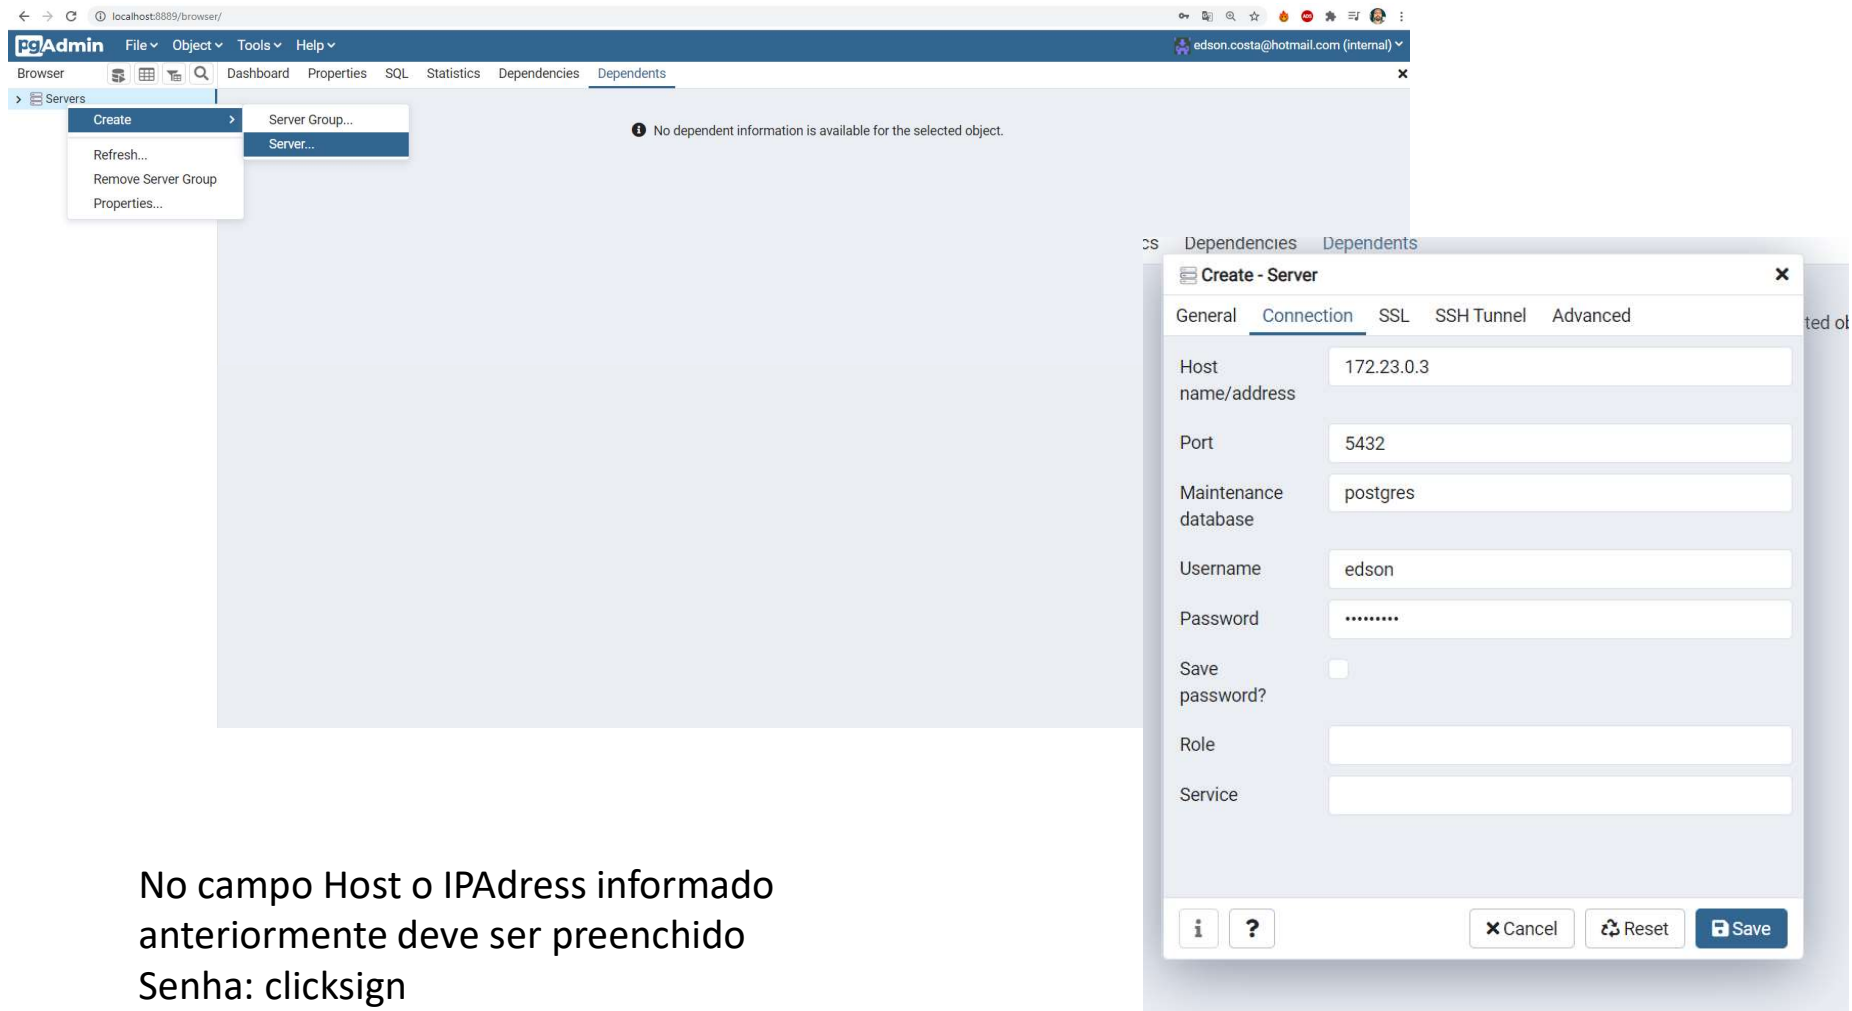 localhost:8889/browser/
pgAdmin File Object Tools Help edson.costa@hotmail.com (internal)
Browser Dashboard Properties SQL Statistics Dependencies Dependents
Servers
Create
Server Group...
Server...
Refresh...
Remove Server Group
Properties...
No dependent information is available for the selected object.
cs Dependencies Dependents
ted ob
Create - Server
General Connection SSL SSH Tunnel Advanced
Host
name/address
172.23.0.3
Port 5432
Maintenance
database
postgres
Username edson
Password •••••••••
Save
password?
Role
Service
i ? Cancel Reset Save
No campo Host o IPAdress informado
anteriormente deve ser preenchido
Senha: clicksign